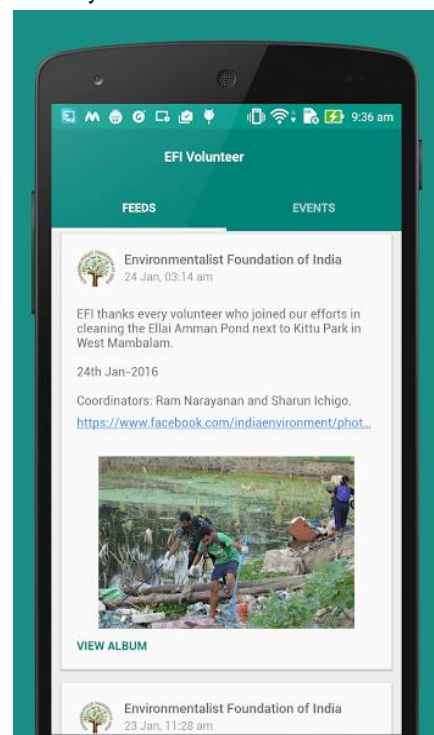 9:36 am
EFI Volunteer
FEEDS
EVENTS
Environmentalist Foundation of India
24 Jan, 03:14 am
EFI thanks every volunteer who joined our efforts in
cleaning the Ellai Amman Pond next to Kittu Park in
West Mambalam.
24th Jan-2016
Coordinators: Ram Narayanan and Sharun Ichigo.
https://www.facebook.com/indiaenvironment/phot...
VIEW ALBUM
Environmentalist Foundation of India
23 Jan, 11:28 am